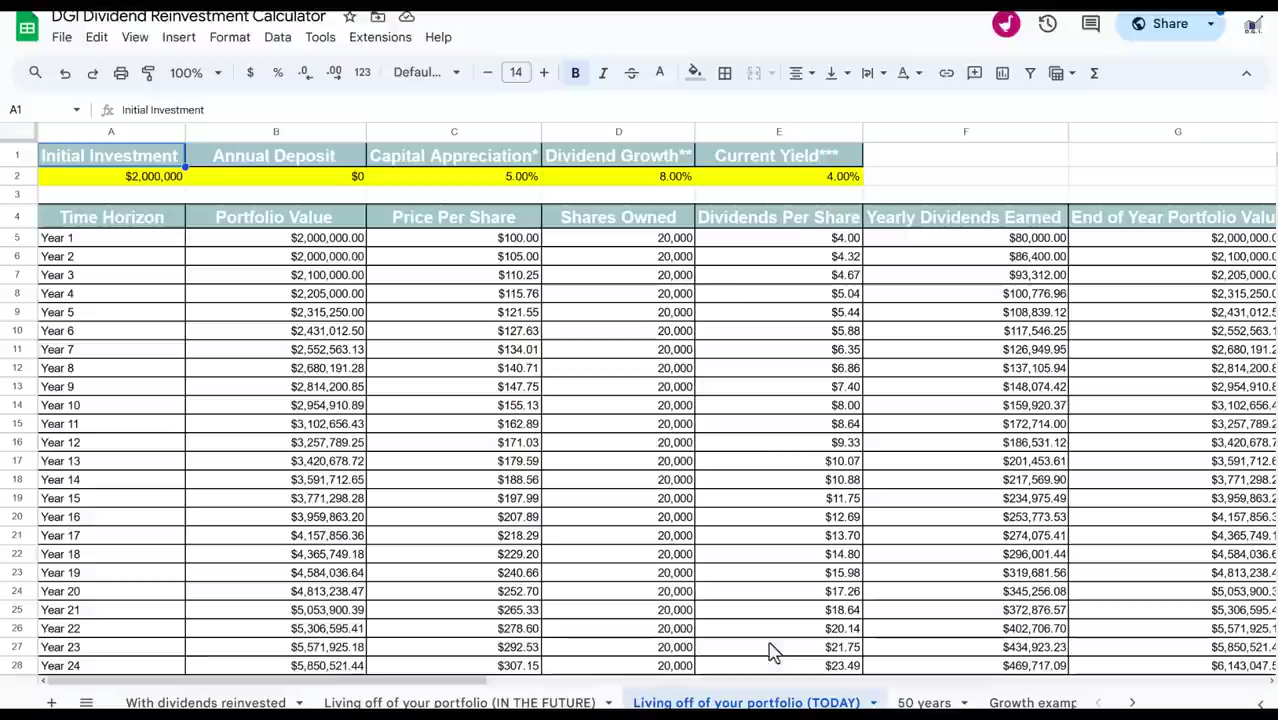 DGI Dividend Reinvestment Calculator
File Edit View Insert Format Data Tools Extensions Help
Share
100% $ % .0 .00 123 Defaul... 14 B I A
A1 fx Initial Investment
A B C D E F G
1 Initial Investment Annual Deposit Capital Appreciation* Dividend Growth** Current Yield***
2 $2,000,000 $0 5.00% 8.00% 4.00%
3
4 Time Horizon Portfolio Value Price Per Share Shares Owned Dividends Per Share Yearly Dividends Earned End of Year Portfolio Valu
5 Year 1 $2,000,000.00 $100.00 20,000 $4.00 $80,000.00 $2,000,000.0
6 Year 2 $2,000,000.00 $105.00 20,000 $4.32 $86,400.00 $2,100,000.0
7 Year 3 $2,100,000.00 $110.25 20,000 $4.67 $93,312.00 $2,205,000.0
8 Year 4 $2,205,000.00 $115.76 20,000 $5.04 $100,776.96 $2,315,250.0
9 Year 5 $2,315,250.00 $121.55 20,000 $5.44 $108,839.12 $2,431,012.5
10 Year 6 $2,431,012.50 $127.63 20,000 $5.88 $117,546.25 $2,552,563.1
11 Year 7 $2,552,563.13 $134.01 20,000 $6.35 $126,949.95 $2,680,191.2
12 Year 8 $2,680,191.28 $140.71 20,000 $6.86 $137,105.94 $2,814,200.8
13 Year 9 $2,814,200.85 $147.75 20,000 $7.40 $148,074.42 $2,954,910.8
14 Year 10 $2,954,910.89 $155.13 20,000 $8.00 $159,920.37 $3,102,656.4
15 Year 11 $3,102,656.43 $162.89 20,000 $8.64 $172,714.00 $3,257,789.2
16 Year 12 $3,257,789.25 $171.03 20,000 $9.33 $186,531.12 $3,420,678.7
17 Year 13 $3,420,678.72 $179.59 20,000 $10.07 $201,453.61 $3,591,712.6
18 Year 14 $3,591,712.65 $188.56 20,000 $10.88 $217,569.90 $3,771,298.2
19 Year 15 $3,771,298.28 $197.99 20,000 $11.75 $234,975.49 $3,959,863.2
20 Year 16 $3,959,863.20 $207.89 20,000 $12.69 $253,773.53 $4,157,856.3
21 Year 17 $4,157,856.36 $218.29 20,000 $13.70 $274,075.41 $4,365,749.1
22 Year 18 $4,365,749.18 $229.20 20,000 $14.80 $296,001.44 $4,584,036.6
23 Year 19 $4,584,036.64 $240.66 20,000 $15.98 $319,681.56 $4,813,238.4
24 Year 20 $4,813,238.47 $252.70 20,000 $17.26 $345,256.08 $5,053,900.3
25 Year 21 $5,053,900.39 $265.33 20,000 $18.64 $372,876.57 $5,306,595.4
26 Year 22 $5,306,595.41 $278.60 20,000 $20.14 $402,706.70 $5,571,925.1
27 Year 23 $5,571,925.18 $292.53 20,000 $21.75 $434,923.23 $5,850,521.4
28 Year 24 $5,850,521.44 $307.15 20,000 $23.49 $469,717.09 $6,143,047.5
With dividends reinvested Living off of your portfolio (IN THE FUTURE) Living off of your portfolio (TODAY) 50 years Growth examp